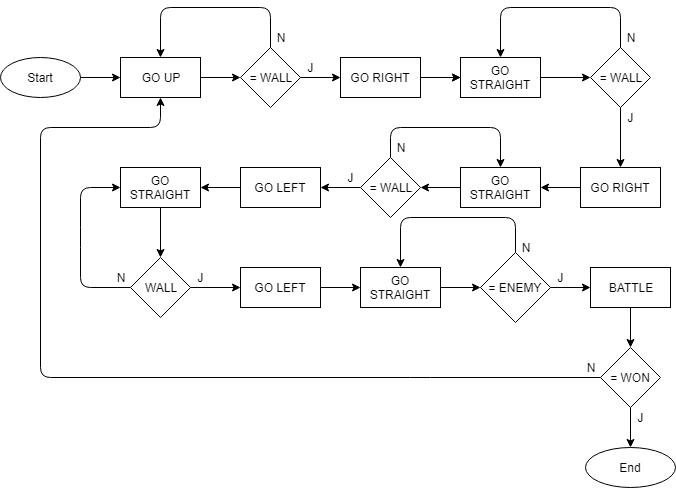 N
N
Start
GO UP
= WALL
J
GO RIGHT
GO
STRAIGHT
= WALL
J
N
GO
STRAIGHT
GO LEFT
J
= WALL
GO
STRAIGHT
GO RIGHT
N
N
WALL
J
GO LEFT
GO
STRAIGHT
= ENEMY
J
BATTLE
N
= WON
J
End